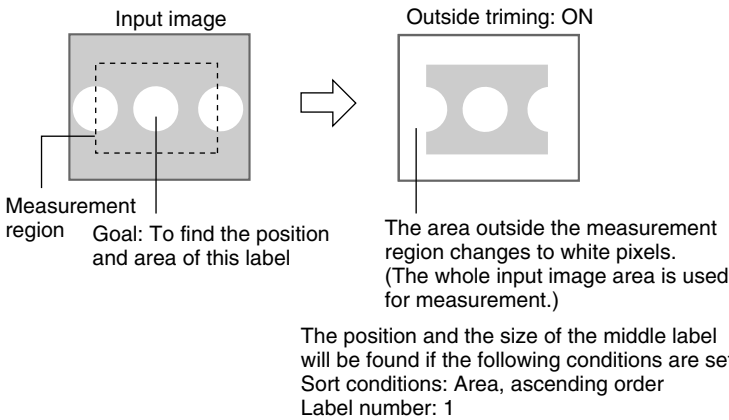 Input image
Outside triming: ON
Measurement
region
Goal: To find the position
and area of this label
The area outside the measurement
region changes to white pixels.
(The whole input image area is used
for measurement.)
The position and the size of the middle label
will be found if the following conditions are set
Sort conditions: Area, ascending order
Label number: 1